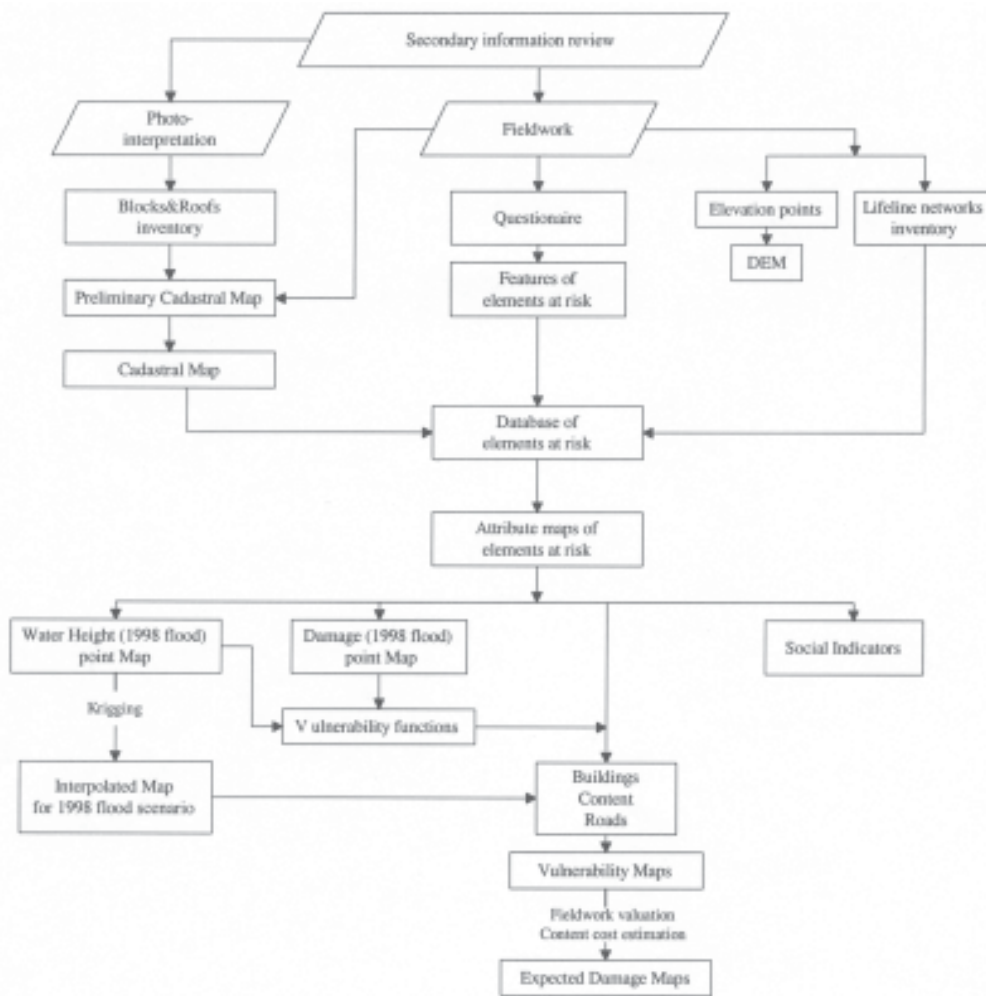 Secondary information review
Photo-
interpretation
Fieldwork
Blocks&Roofs
inventory
Questionaire
Elevation points
Lifeline networks
inventory
DEM
Preliminary Cadastral Map
Features of
elements at risk
Cadastral Map
Database of
elements at risk
Attribute maps of
elements at risk
Water Height (1998 flood)
point Map
Damage (1998 flood)
point Map
Social Indicators
Krigging
V ulnerability functions
Interpolated Map
for 1998 flood scenario
Buildings
Content
Roads
Vulnerability Maps
Fieldwork valuation
Content cost estimation
Expected Damage Maps